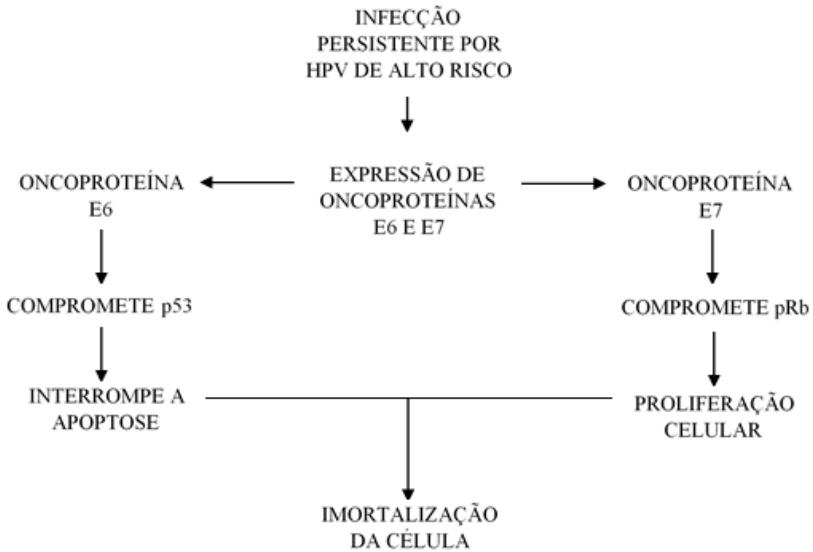 INFECÇÃO
PERSISTENTE POR
HPV DE ALTO RISCO
ONCOPROTEÍNA
E6
EXPRESSÃO DE
ONCOPROTEÍNAS
E6 E E7
ONCOPROTEÍNA
E7
COMPROMETE p53
COMPROMETE pRb
INTERROMPE A
APOPTOSE
PROLIFERAÇÃO
CELULAR
IMORTALIZAÇÃO
DA CÉLULA